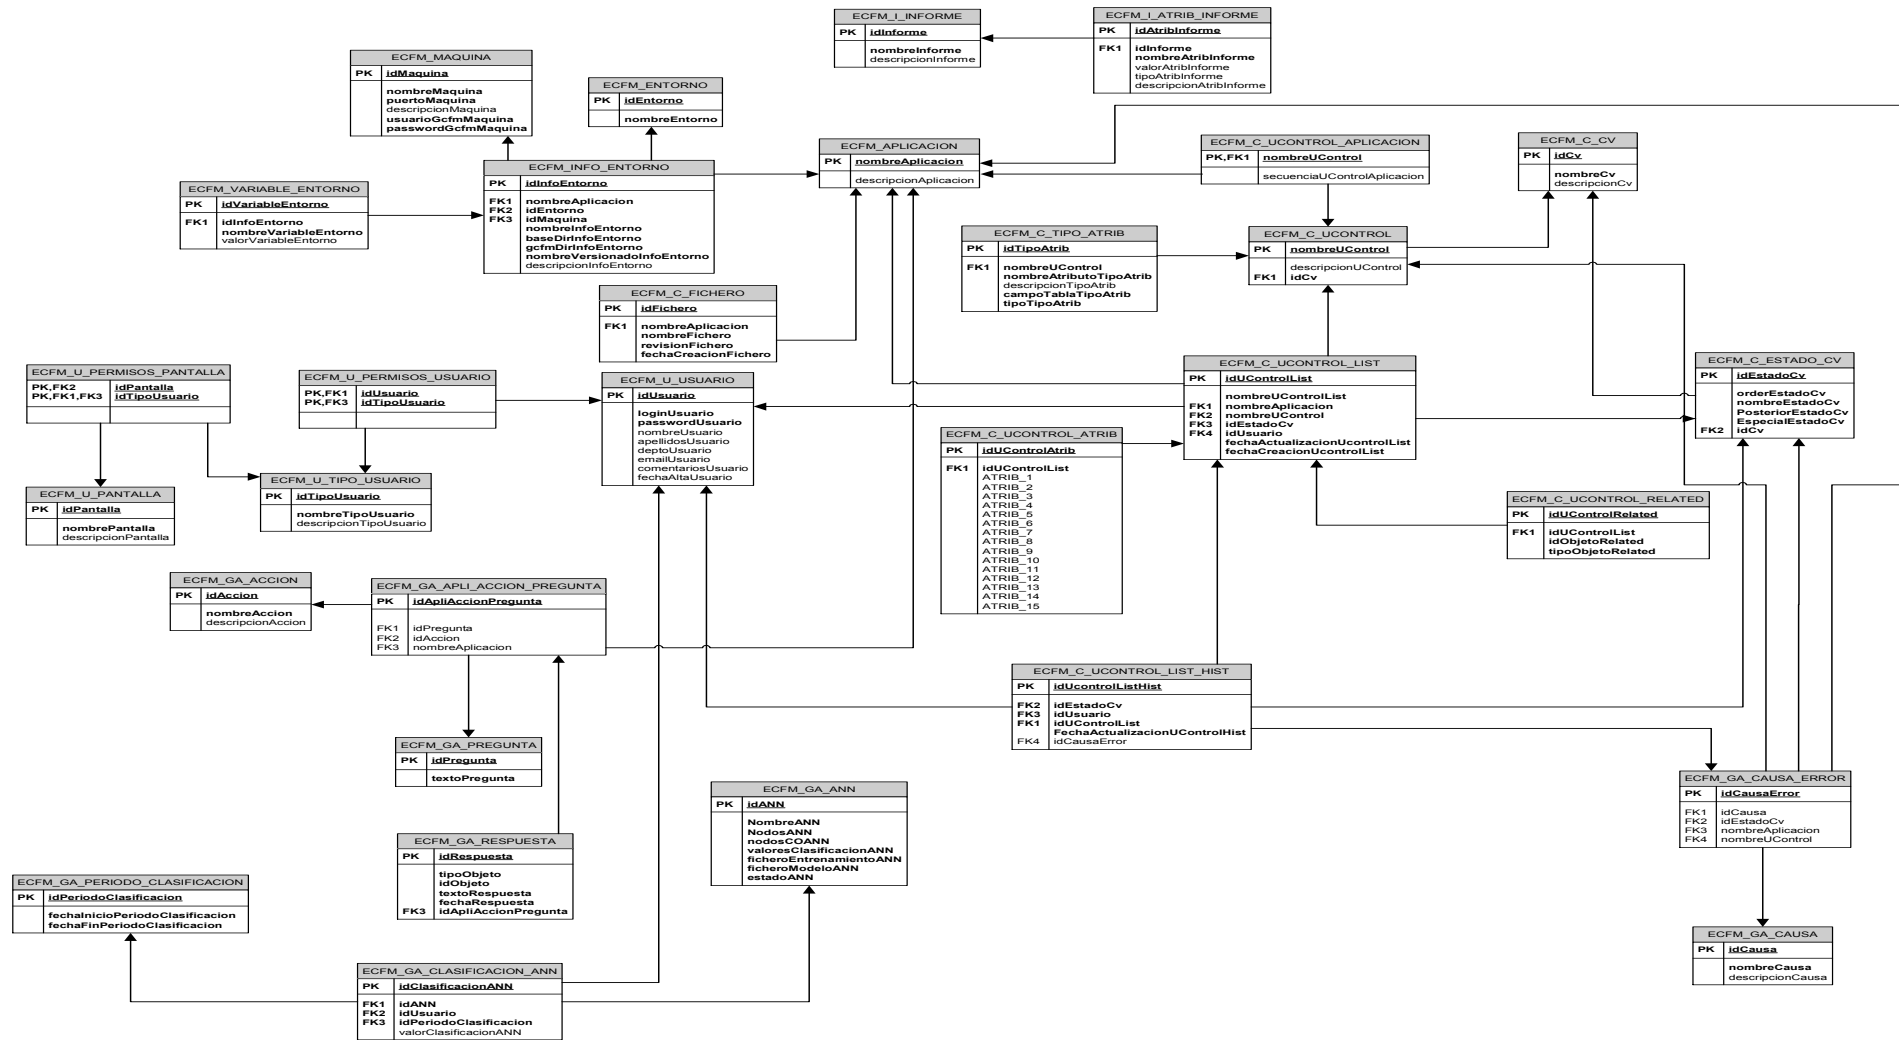 ECFM_I_INFORME
PK idInforme
nombreInforme
descripcionInforme
ECFM_I_ATRIB_INFORME
PK idAtribInforme
FK1 idInforme
nombreAtribInforme
valorAtribInforme
tipoAtribInforme
descripcionAtribInforme
ECFM_MAQUINA
PK idMaquina
nombreMaquina
puertoMaquina
descripcionMaquina
usuarioGcfmMaquina
passwordGcfmMaquina
ECFM_ENTORNO
PK idEntorno
nombreEntorno
ECFM_APLICACION
PK nombreAplicacion
descripcionAplicacion
ECFM_C_UCONTROL_APLICACION
PK,FK1 nombreUControl
secuenciaUControlAplicacion
ECFM_C_CV
PK idCv
nombreCv
descripcionCv
ECFM_VARIABLE_ENTORNO
PK idVariableEntorno
FK1 idInfoEntorno
nombreVariableEntorno
valorVariableEntorno
ECFM_INFO_ENTORNO
PK idInfoEntorno
FK1 nombreAplicacion
FK2 idEntorno
FK3 idMaquina
nombreInfoEntorno
baseDirInfoEntorno
gcfmDirInfoEntorno
nombreVersionadoInfoEntorno
descripcionInfoEntorno
ECFM_C_TIPO_ATRIB
PK idTipoAtrib
FK1 nombreUControl
nombreAtributoTipoAtrib
descripcionTipoAtrib
campoTablaTipoAtrib
tipoTipoAtrib
ECFM_C_UCONTROL
PK nombreUControl
descripcionUControl
FK1 idCv
ECFM_C_FICHERO
PK idFichero
FK1 nombreAplicacion
nombreFichero
revisionFichero
fechaCreacionFichero
ECFM_U_PERMISOS_PANTALLA
PK,FK2 idPantalla
PK,FK1,FK3 idTipoUsuario
ECFM_U_PERMISOS_USUARIO
PK,FK1 idUsuario
PK,FK3 idTipoUsuario
ECFM_U_USUARIO
PK idUsuario
loginUsuario
passwordUsuario
nombreUsuario
apellidosUsuario
deptoUsuario
emailUsuario
comentariosUsuario
fechaAltaUsuario
ECFM_C_UCONTROL_LIST
PK idUControlList
nombreUControlList
FK1 nombreAplicacion
FK2 nombreUControl
FK3 idEstadoCv
FK4 idUsuario
fechaActualizacionUcontrolList
fechaCreacionUcontrolList
ECFM_C_ESTADO_CV
PK idEstadoCv
orderEstadoCv
nombreEstadoCv
PosteriorEstadoCv
EspecialEstadoCv
FK2 idCv
ECFM_C_UCONTROL_ATRIB
PK idUControlAtrib
FK1 idUControlList
ATRIB_1
ATRIB_2
ATRIB_3
ATRIB_4
ATRIB_5
ATRIB_6
ATRIB_7
ATRIB_8
ATRIB_9
ATRIB_10
ATRIB_11
ATRIB_12
ATRIB_13
ATRIB_14
ATRIB_15
ECFM_U_PANTALLA
PK idPantalla
nombrePantalla
descripcionPantalla
ECFM_U_TIPO_USUARIO
PK idTipoUsuario
nombreTipoUsuario
descripcionTipoUsuario
ECFM_C_UCONTROL_RELATED
PK idUControlRelated
FK1 idUControlList
idObjetoRelated
tipoObjetoRelated
ECFM_GA_ACCION
PK idAccion
nombreAccion
descripcionAccion
ECFM_GA_APLI_ACCION_PREGUNTA
PK idApliAccionPregunta
FK1 idPregunta
FK2 idAccion
FK3 nombreAplicacion
ECFM_C_UCONTROL_LIST_HIST
PK idUcontrolListHist
FK2 idEstadoCv
FK3 idUsuario
FK1 idUControlList
FechaActualizacionUControlHist
FK4 idCausaError
ECFM_GA_PREGUNTA
PK idPregunta
textoPregunta
ECFM_GA_ANN
PK idANN
NombreANN
NodosANN
nodosCOANN
valoresClasificacionANN
ficheroEntrenamientoANN
ficheroModeloANN
estadoANN
ECFM_GA_CAUSA_ERROR
PK idCausaError
FK1 idCausa
FK2 idEstadoCv
FK3 nombreAplicacion
FK4 nombreUControl
ECFM_GA_RESPUESTA
PK idRespuesta
tipoObjeto
idObjeto
textoRespuesta
fechaRespuesta
FK3 idApliAccionPregunta
ECFM_GA_PERIODO_CLASIFICACION
PK idPeriodoClasificacion
fechaInicioPeriodoClasificacion
fechaFinPeriodoClasificacion
ECFM_GA_CAUSA
PK idCausa
nombreCausa
descripcionCausa
ECFM_GA_CLASIFICACION_ANN
PK idClasificacionANN
FK1 idANN
FK2 idUsuario
FK3 idPeriodoClasificacion
valorClasificacionANN